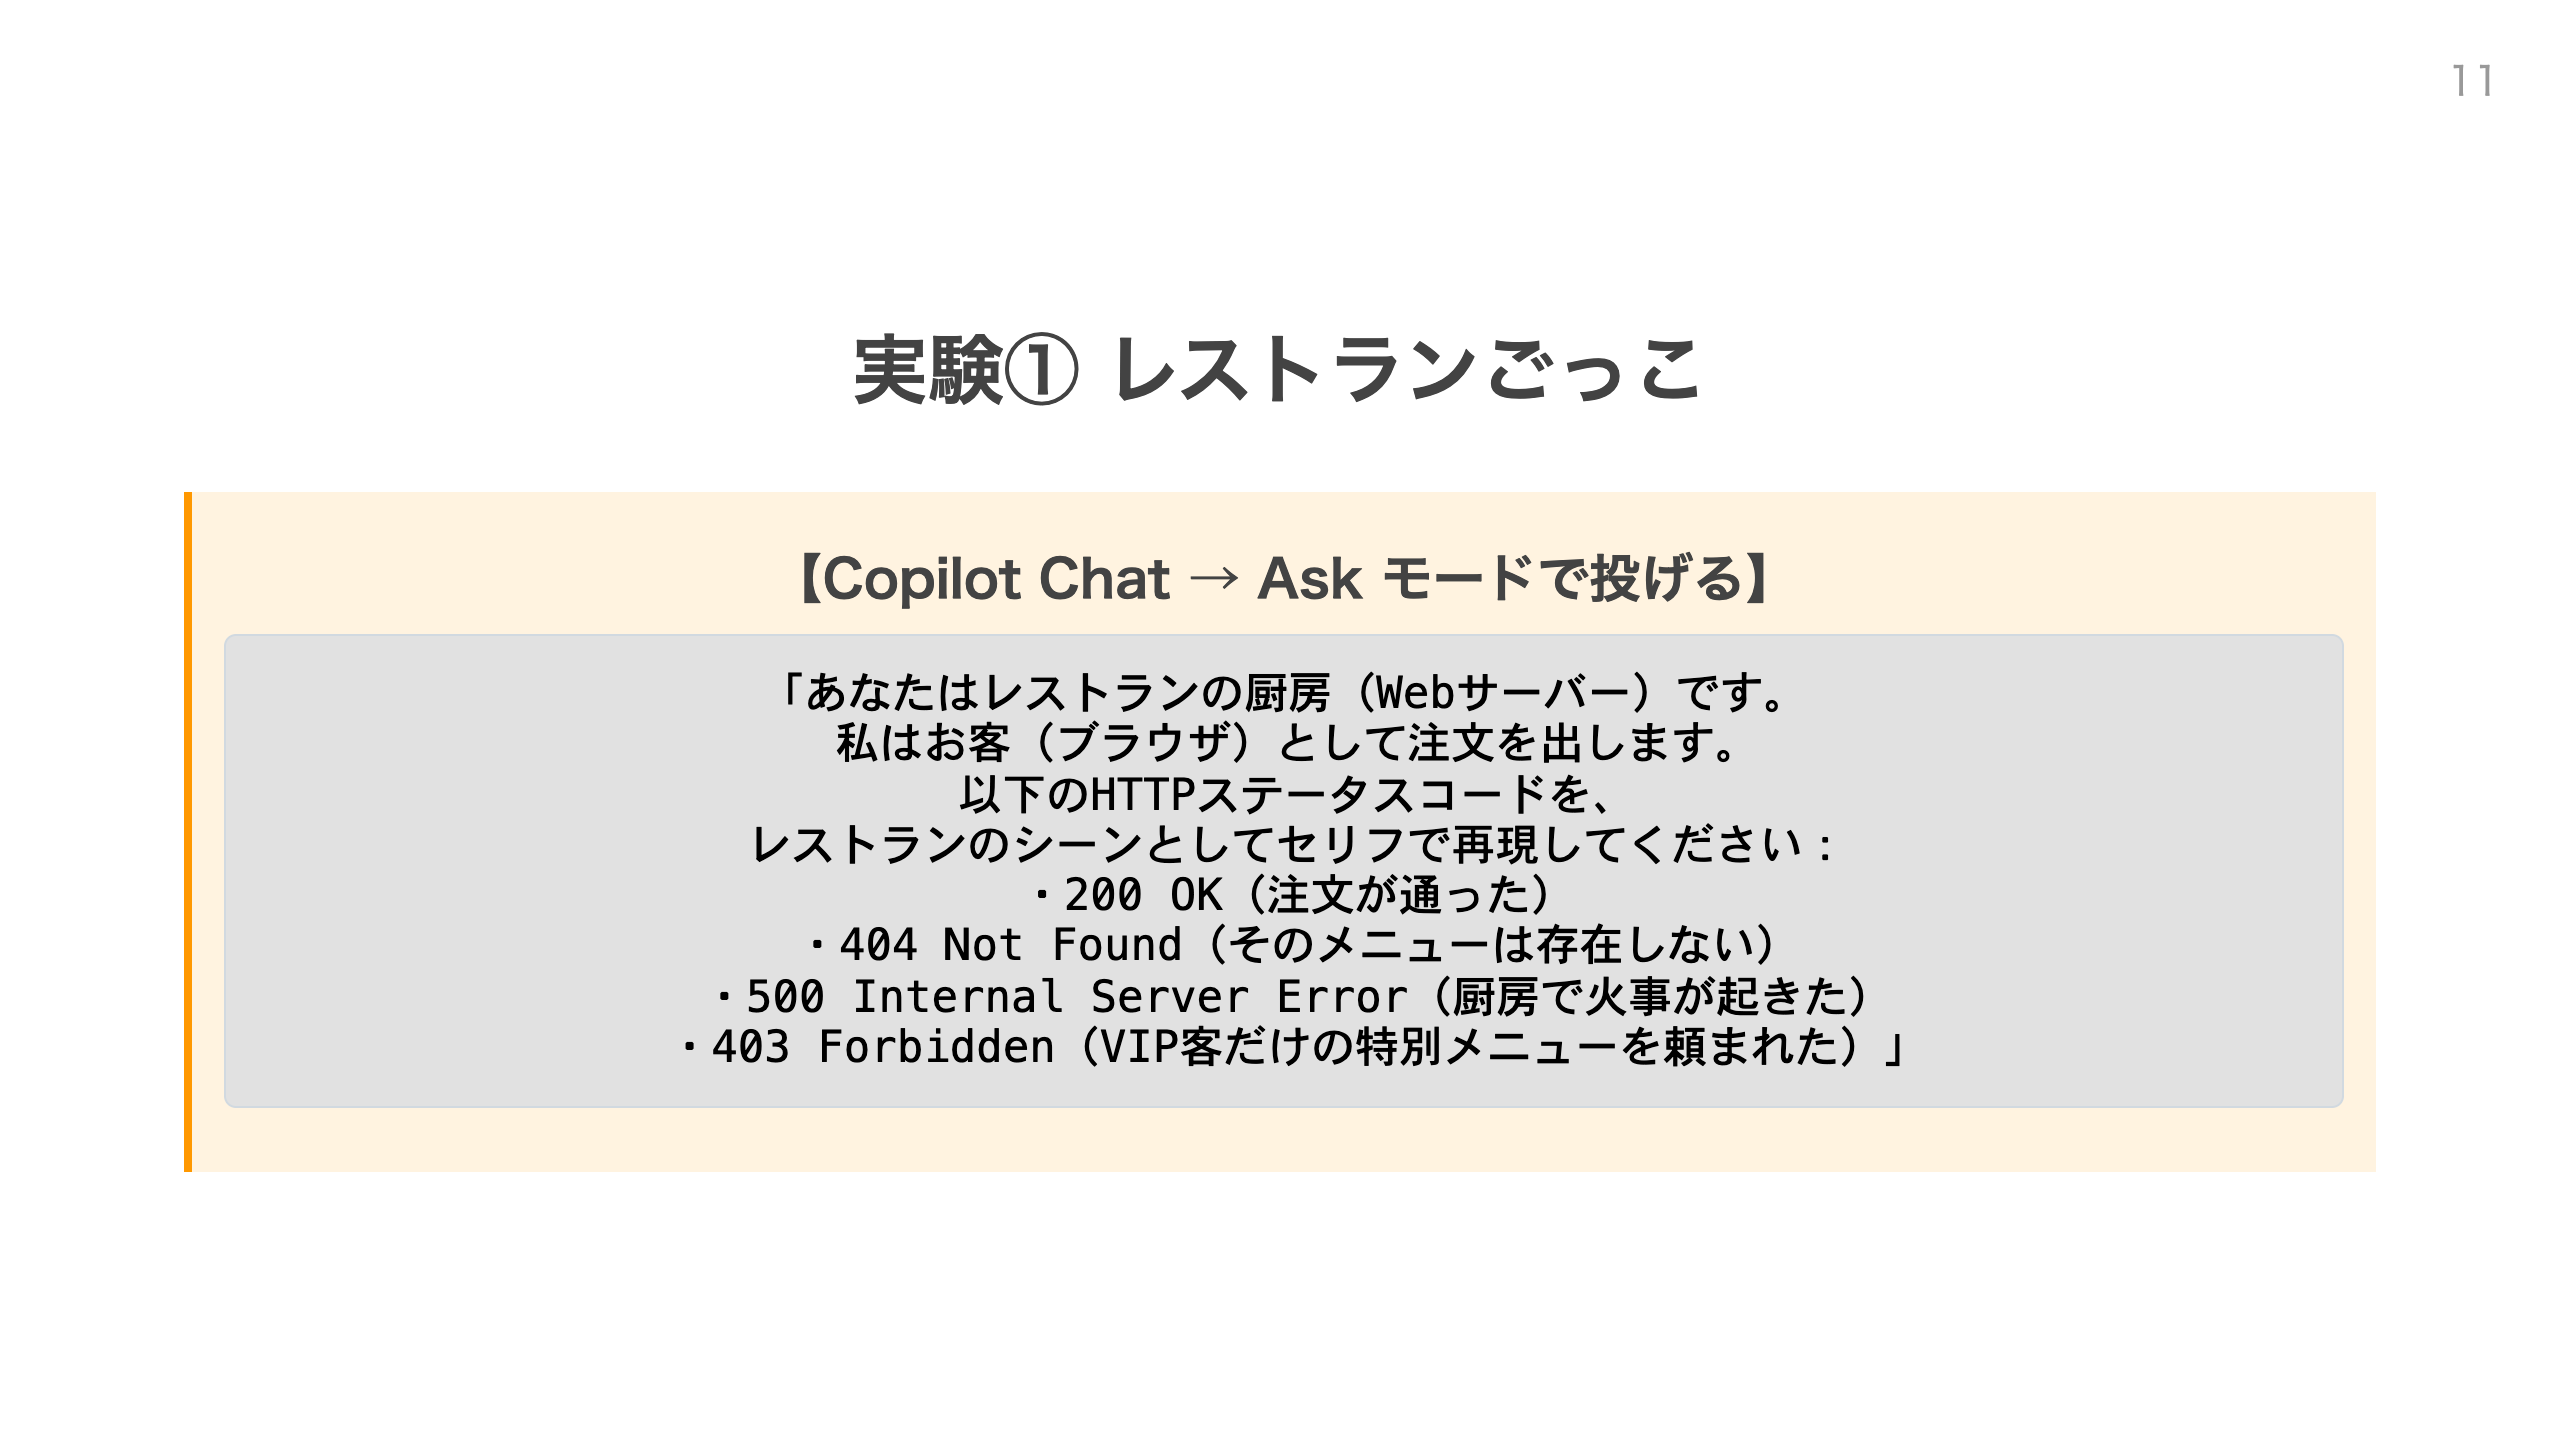 11
実験① レストランごっこ
【Copilot Chat → Ask モードで投げる】
「あなたはレストランの厨房（Webサーバー）です。
私はお客（ブラウザ）として注文を出します。
以下のHTTPステータスコードを、
レストランのシーンとしてセリフで再現してください：
・200 OK（注文が通った）
・404 Not Found（そのメニューは存在しない）
・500 Internal Server Error（厨房で火事が起きた）
・403 Forbidden（VIP客だけの特別メニューを頼まれた）」